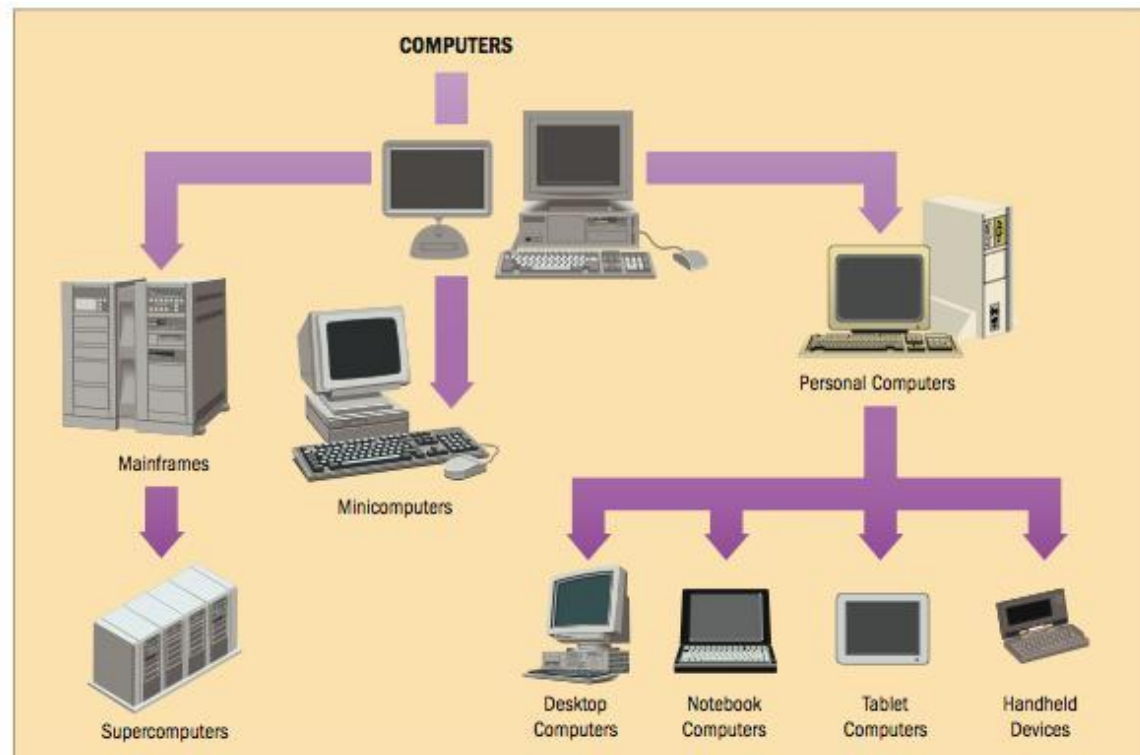 COMPUTERS
Personal Computers
Mainframes
Minicomputers
Desktop
Computers
Notebook
Computers
Tablet
Computers
Handheld
Devices
Supercomputers